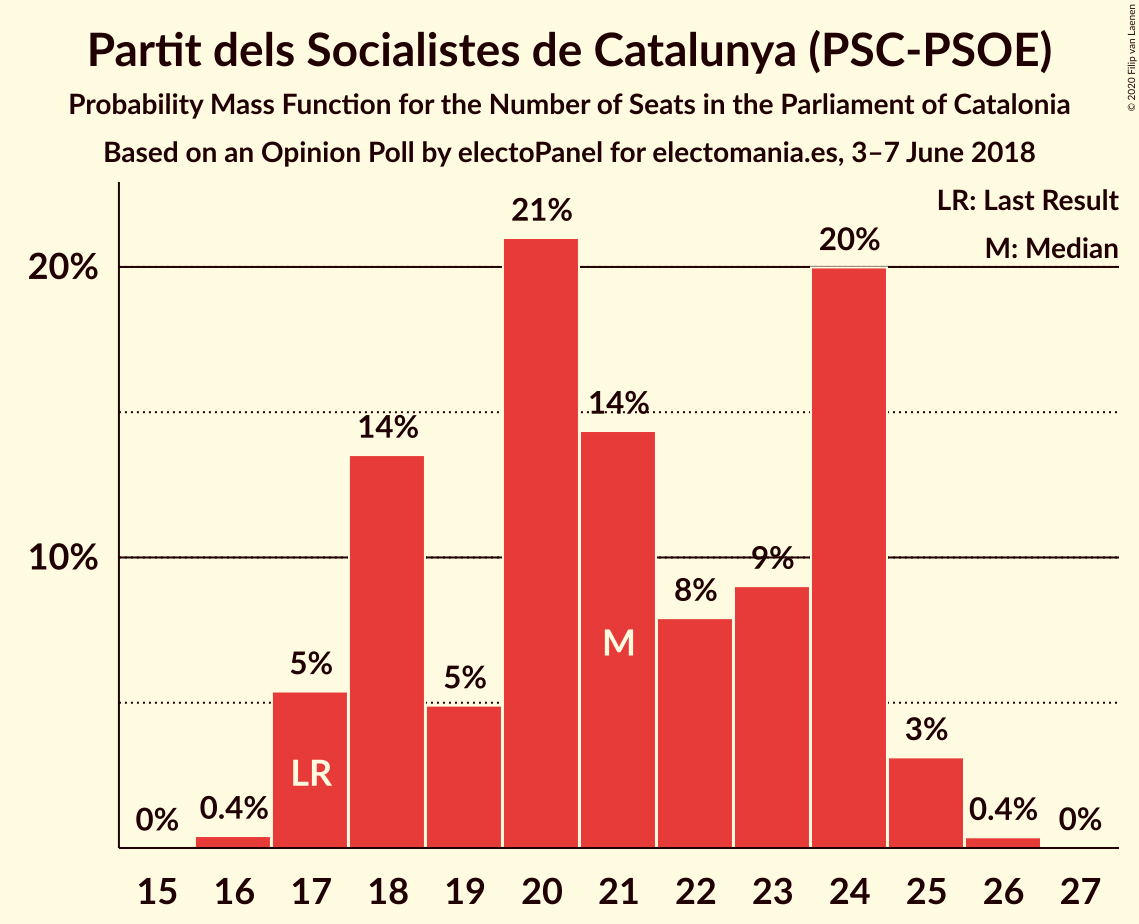 Partit dels Socialistes de Catalunya (PSC-PSOE)
Probability Mass Function for the Number of Seats in the Parliament of Catalonia
Based on an Opinion Poll by electoPanel for electomania.es, 3–7 June 2018
© 2020 Filip van Laenen
LR: Last Result
M: Median
20%
10%
0%
0.4%
5%
14%
5%
21%
14%
8%
9%
20%
3%
0.4%
0%
LR
M
15 16 17 18 19 20 21 22 23 24 25 26 27